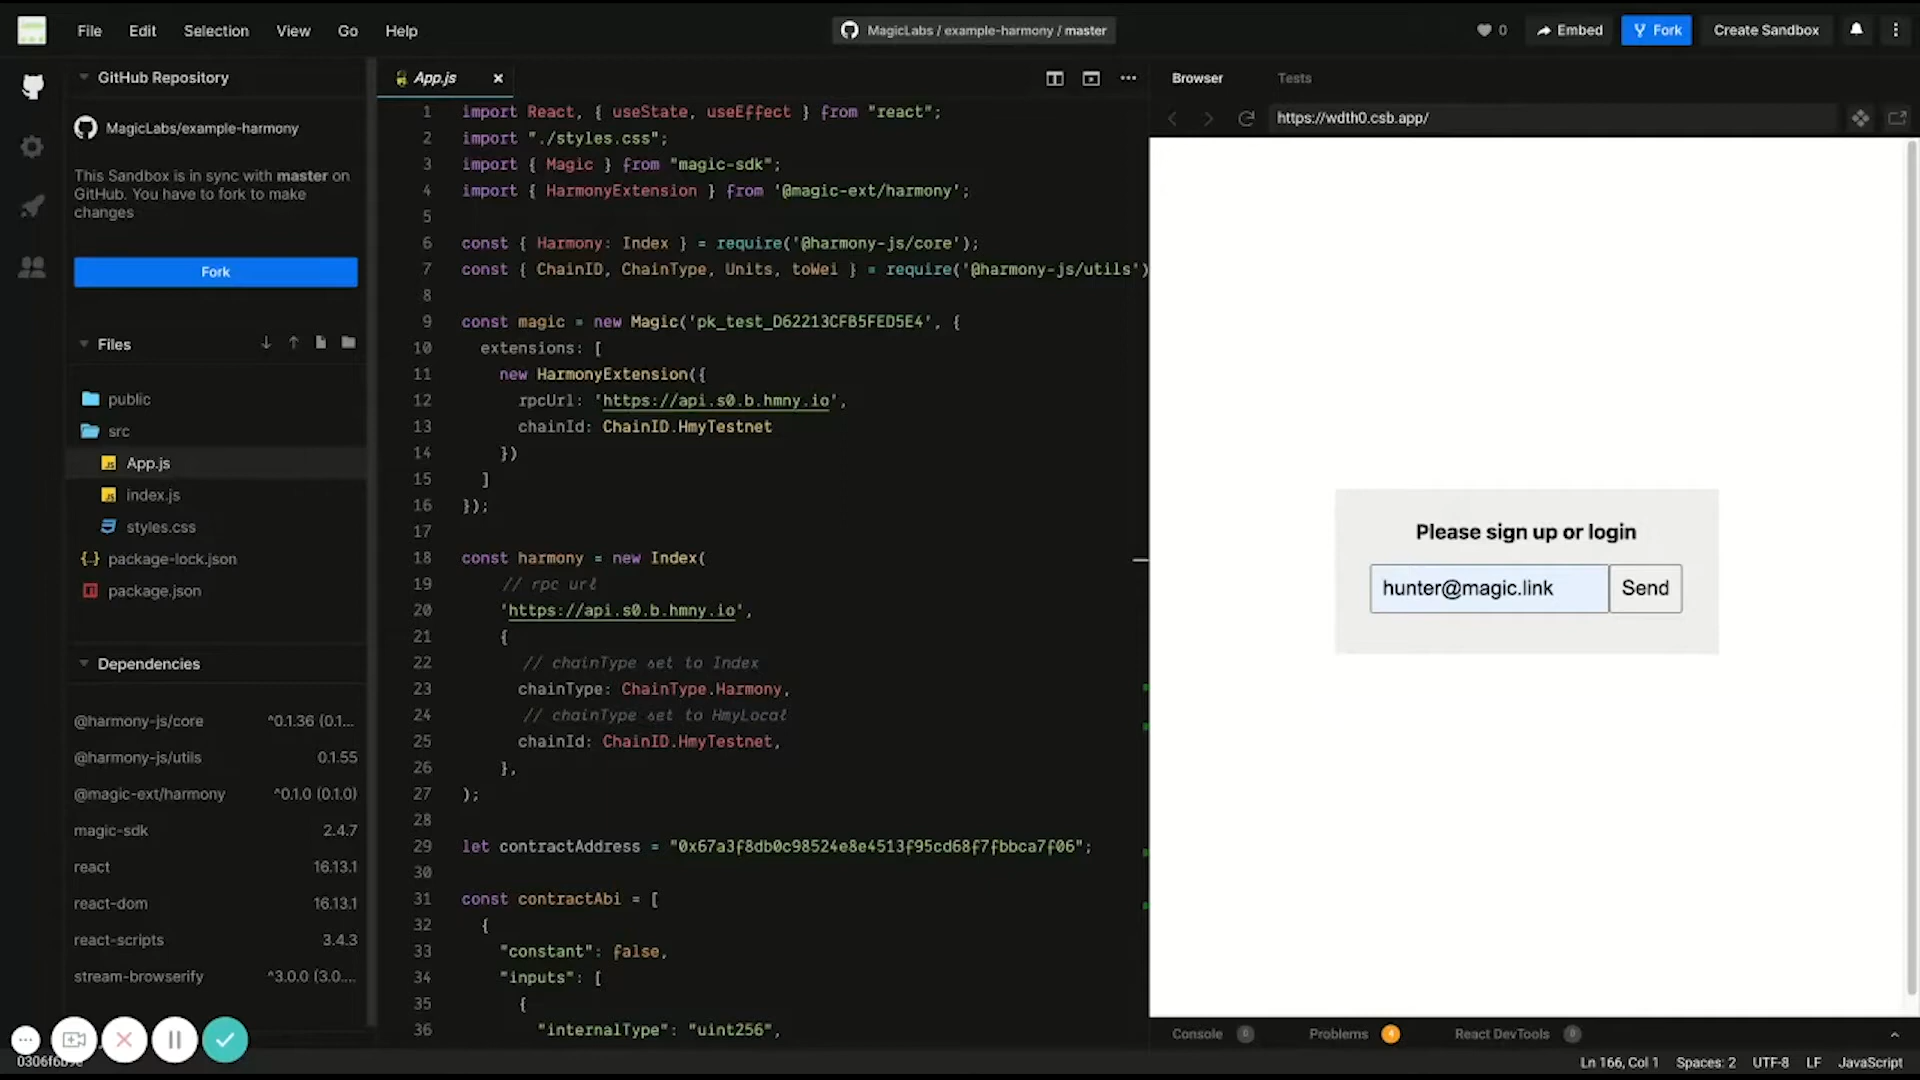 File Edit Selection View Go Help
MagicLabs / example-harmony / master
0 Embed Fork Create Sandbox
GitHub Repository
MagicLabs/example-harmony
This Sandbox is in sync with master on
GitHub. You have to fork to make
changes
Fork
Files
public
src
App.js
index.js
styles.css
package-lock.json
package.json
Dependencies
@harmony-js/core ^0.1.36 (0.1...
@harmony-js/utils 0.1.55
@magic-ext/harmony ^0.1.0 (0.1.0)
magic-sdk 2.4.7
react 16.13.1
react-dom 16.13.1
react-scripts 3.4.3
stream-browserify ^3.0.0 (3.0....
App.js
1 import React, { useState, useEffect } from "react";
2 import "./styles.css";
3 import { Magic } from "magic-sdk";
4 import { HarmonyExtension } from '@magic-ext/harmony';
5
6 const { Harmony: Index } = require('@harmony-js/core');
7 const { ChainID, ChainType, Units, toWei } = require('@harmony-js/utils')
8
9 const magic = new Magic('pk_test_D62213CFB5FED5E4', {
10 extensions: [
11 new HarmonyExtension({
12 rpcUrl: 'https://api.s0.b.hmny.io',
13 chainId: ChainID.HmyTestnet
14 })
15 ]
16 });
17
18 const harmony = new Index(
19 // rpc url
20 'https://api.s0.b.hmny.io',
21 {
22 // chainType set to Index
23 chainType: ChainType.Harmony,
24 // chainType set to HmyLocal
25 chainId: ChainID.HmyTestnet,
26 },
27 );
28
29 let contractAddress = "0x67a3f8db0c98524e8e4513f95cd68f7fbbca7f06";
30
31 const contractAbi = [
32 {
33 "constant": false,
34 "inputs": [
35 {
36 "internalType": "uint256",
Browser Tests
https://wdth0.csb.app/
Please sign up or login
hunter@magic.link Send
Console 0 Problems 4 React DevTools 0
Ln 166, Col 1 Spaces: 2 UTF-8 LF JavaScript